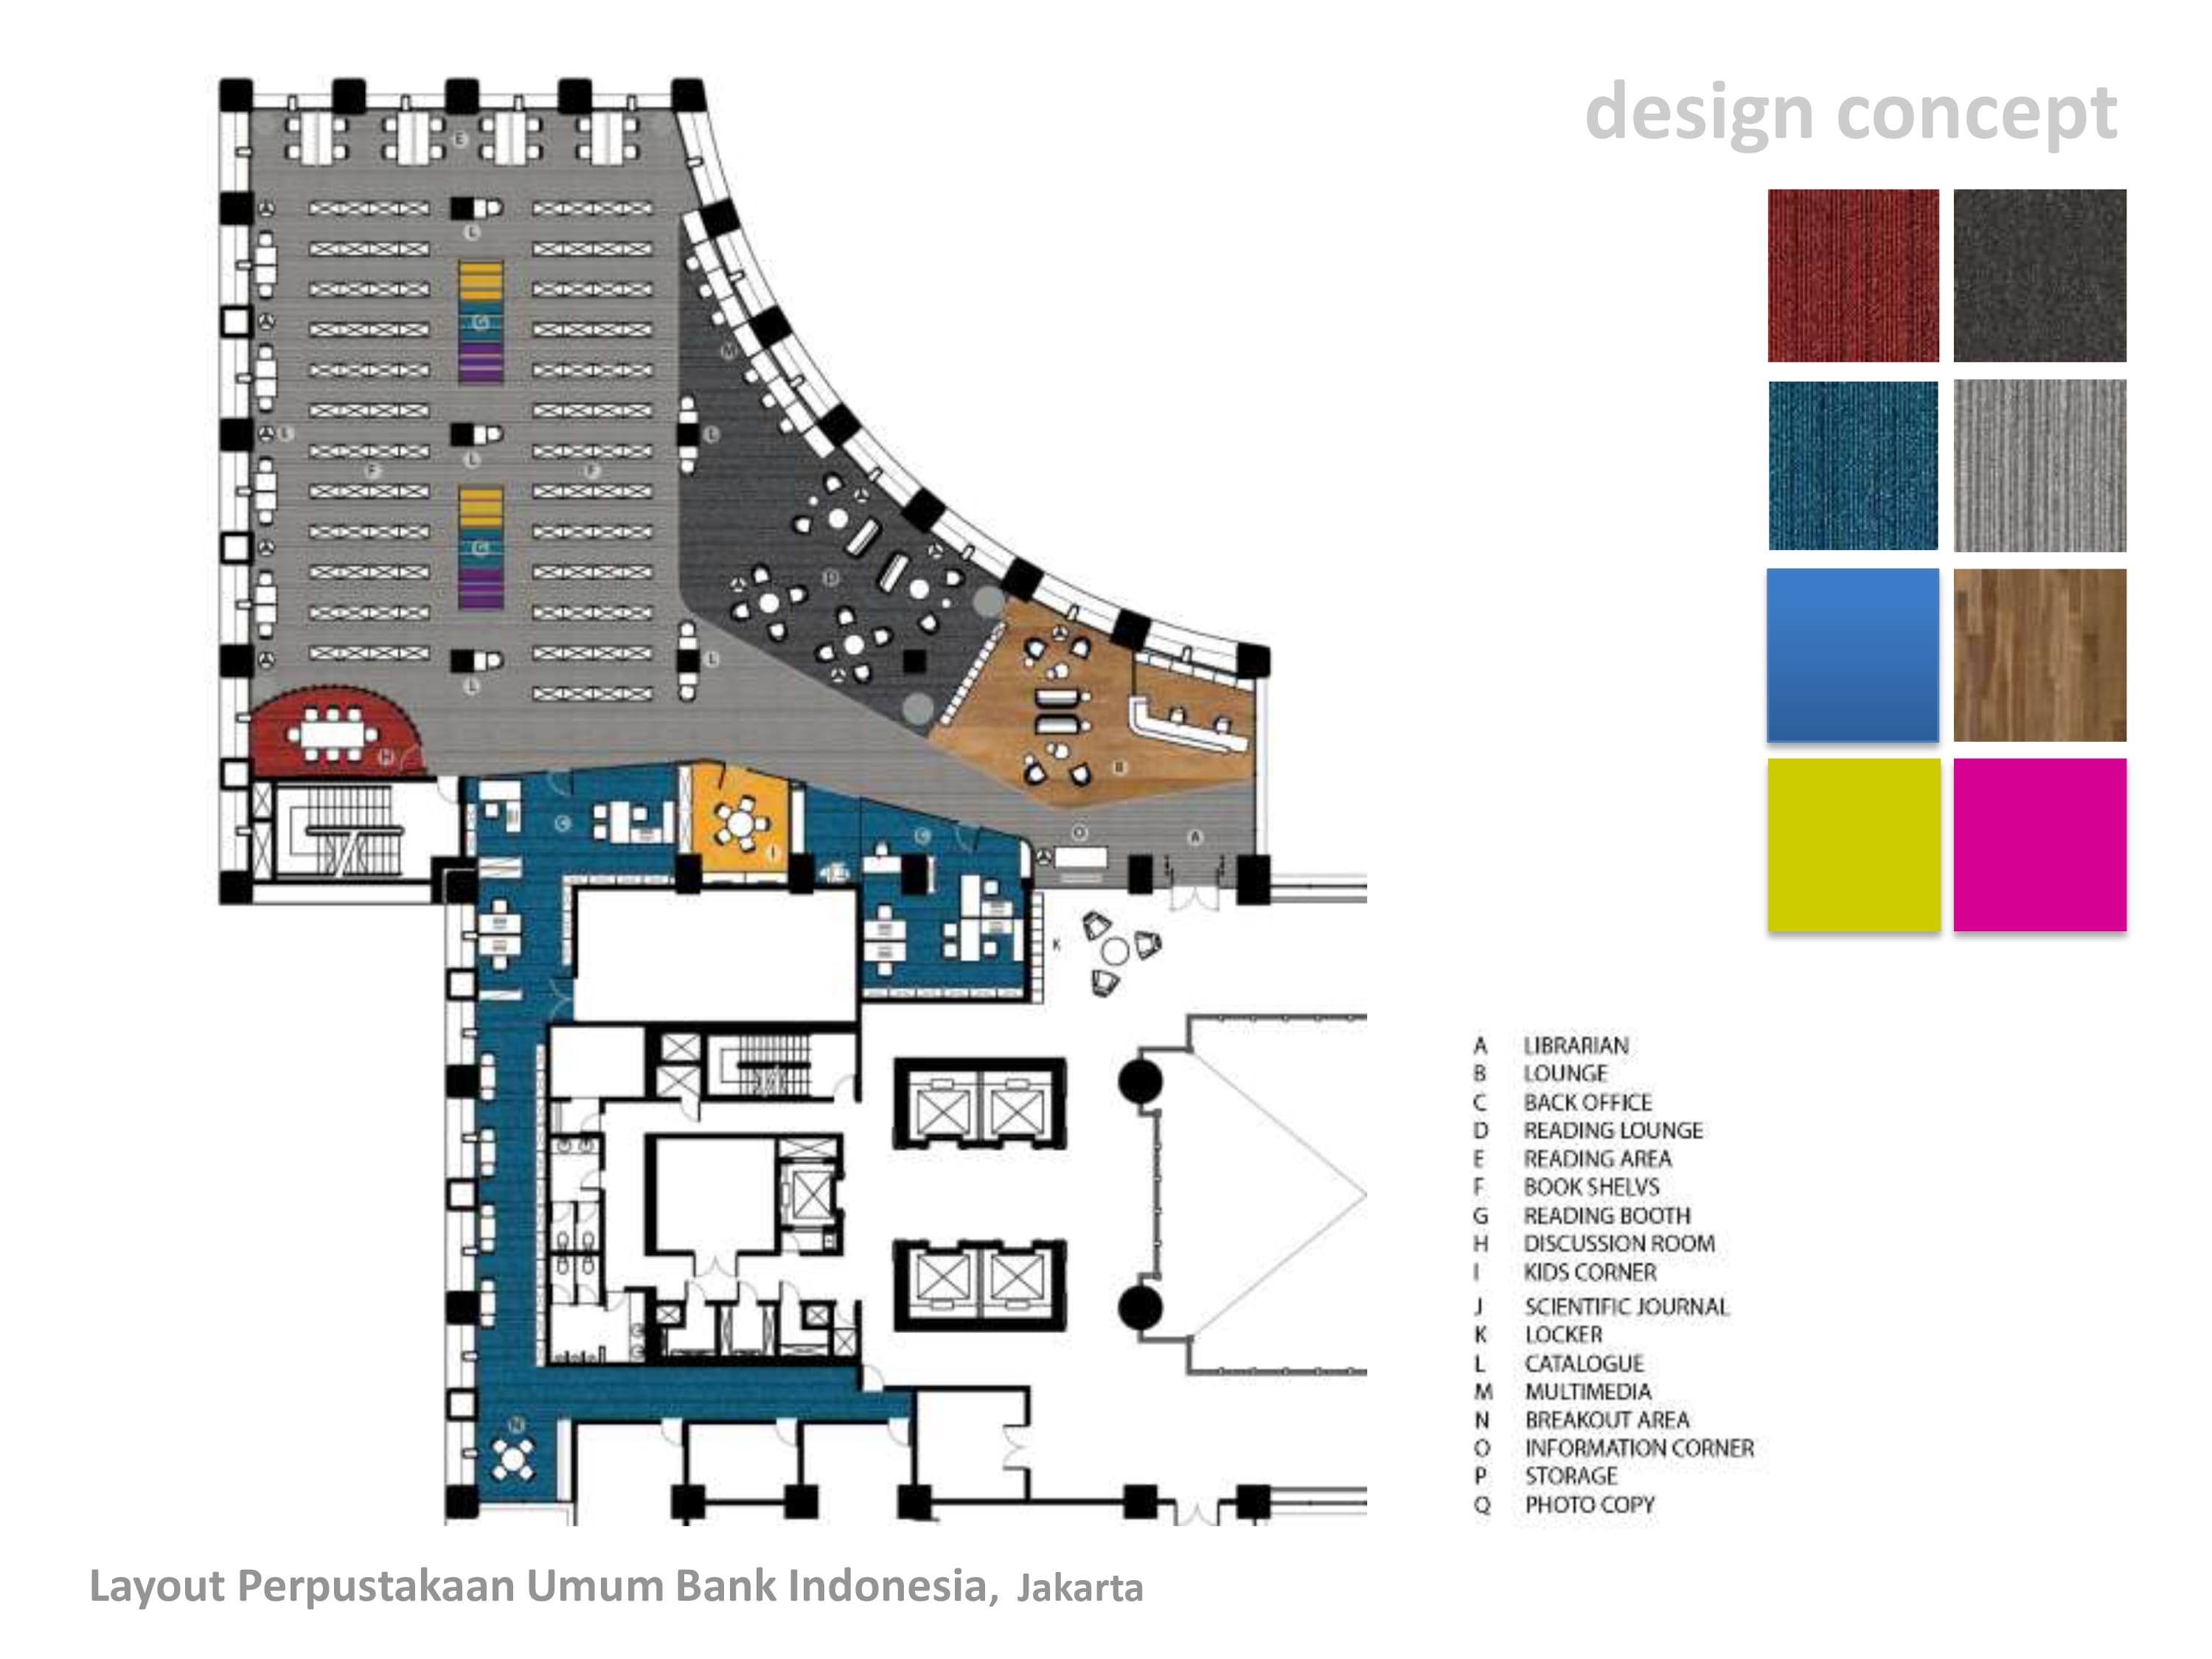 design concept
E
L
G
M
L
L
L
F
F
G
D
L
L
H
B
C
I
C
O
A
K
N
A LIBRARIAN
B LOUNGE
C BACK OFFICE
D READING LOUNGE
E READING AREA
F BOOK SHELVS
G READING BOOTH
H DISCUSSION ROOM
I KIDS CORNER
J SCIENTIFIC JOURNAL
K LOCKER
L CATALOGUE
M MULTIMEDIA
N BREAKOUT AREA
O INFORMATION CORNER
P STORAGE
Q PHOTO COPY
Layout Perpustakaan Umum Bank Indonesia, Jakarta